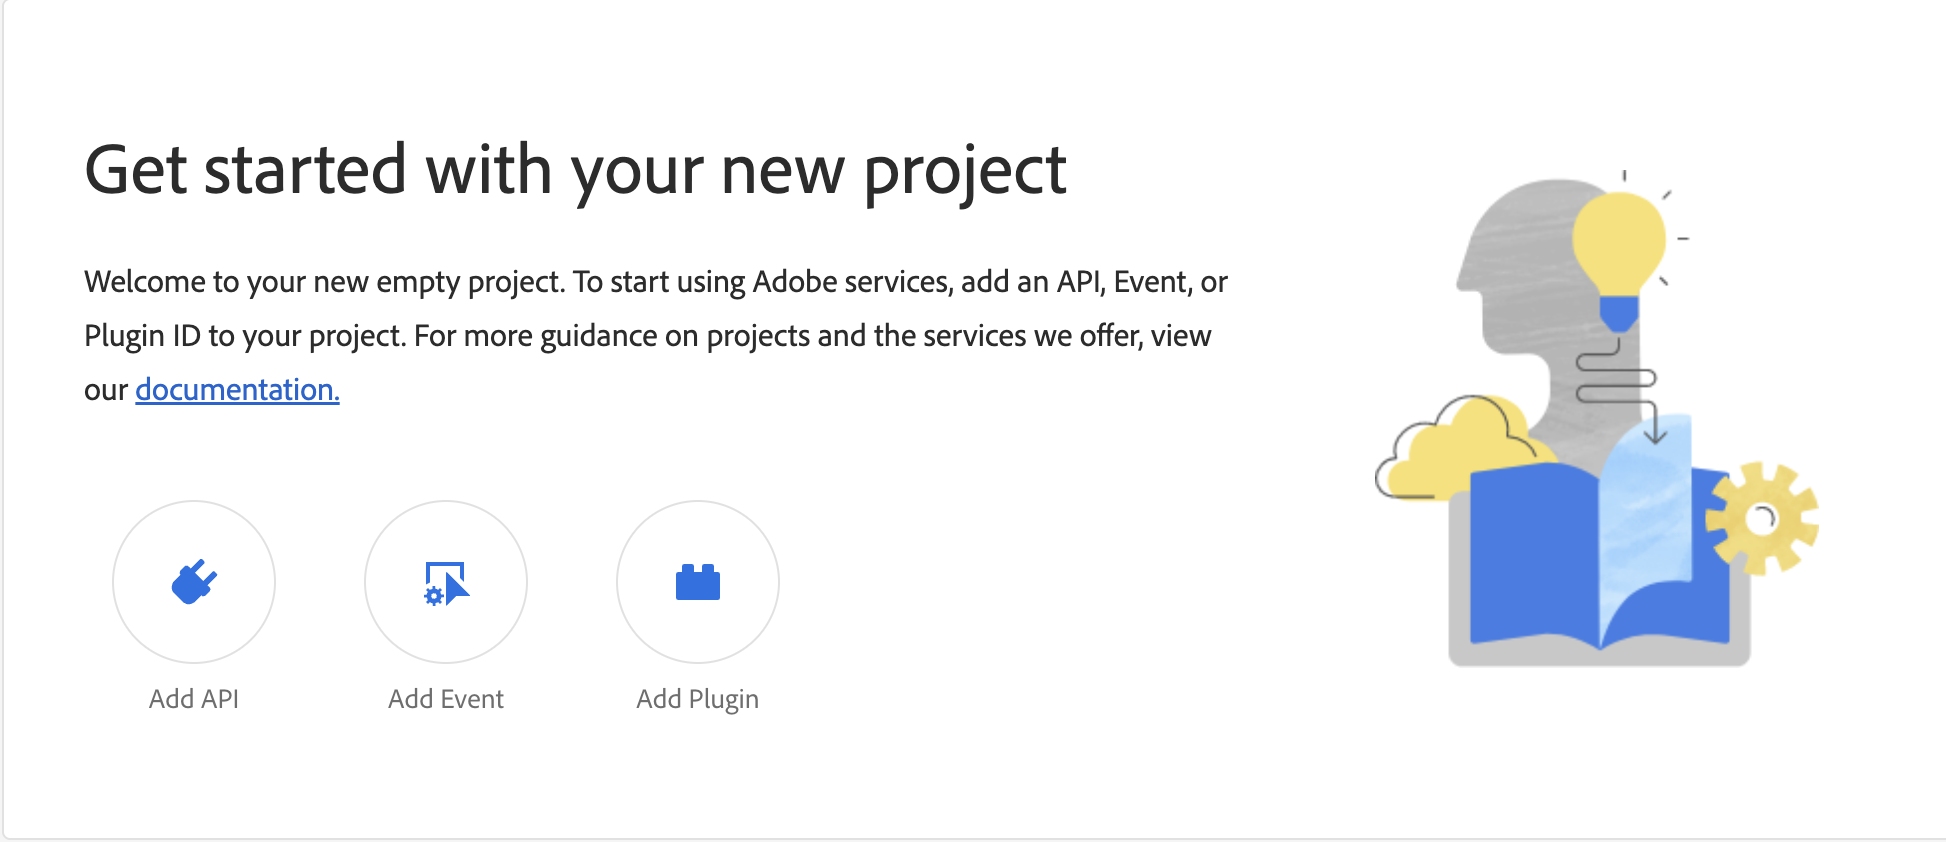 Get started with your new project
Welcome to your new empty project. To start using Adobe services, add an API, Event, or
Plugin ID to your project. For more guidance on projects and the services we offer, view
our documentation.
Add API
Add Event
Add Plugin